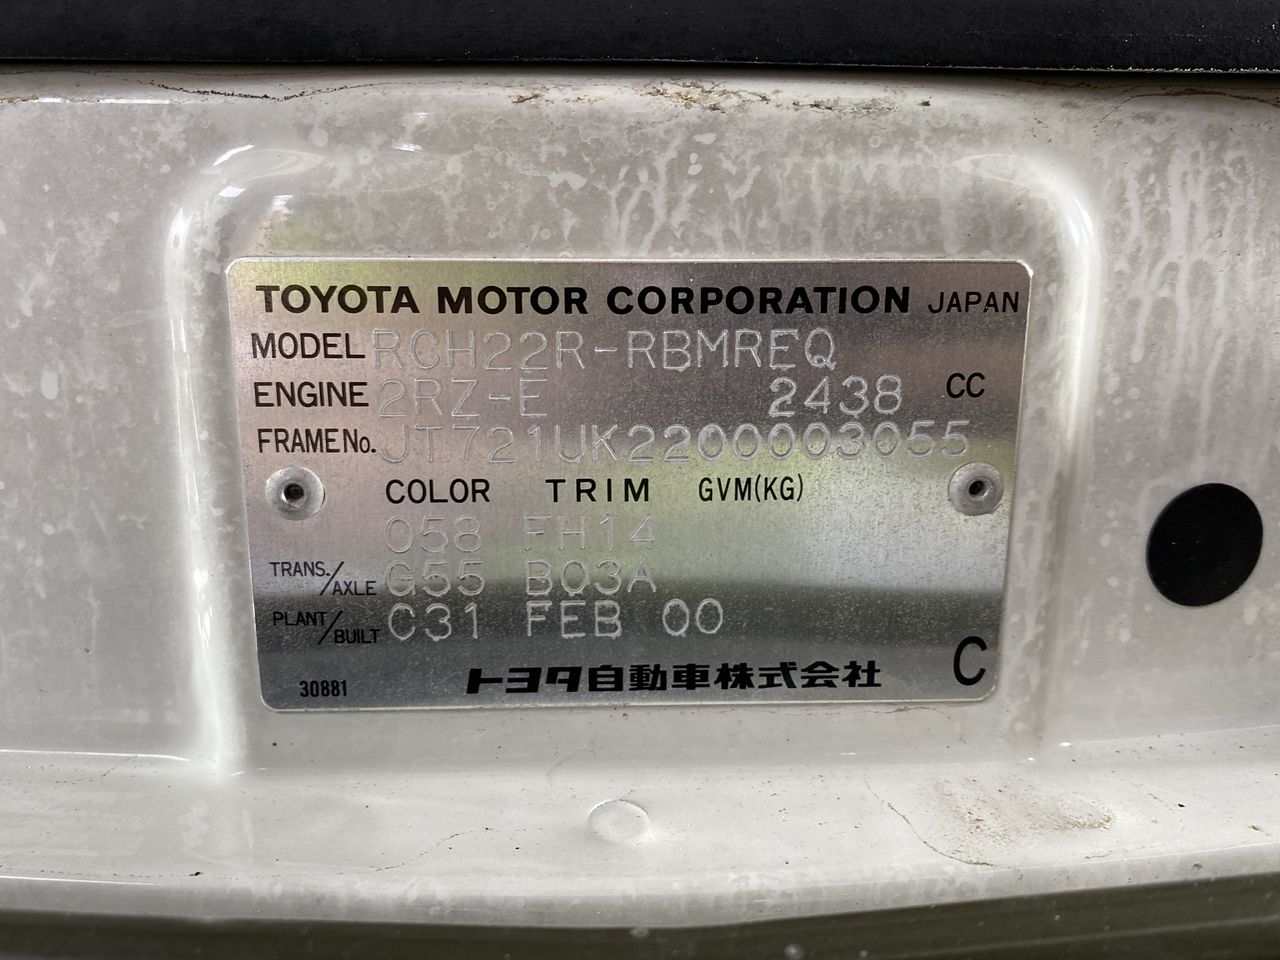 TOYOTA MOTOR CORPORATION JAPAN
MODEL RCH22R-RBMREQ
ENGINE 2RZ-E 2438 CC
FRAME No. JT721UK2200003055
COLOR TRIM GVM(KG)
058 FH14
TRANS./AXLE G55 B03A
PLANT/BUILT C31 FEB 00
30881 トヨタ自動車株式会社 C